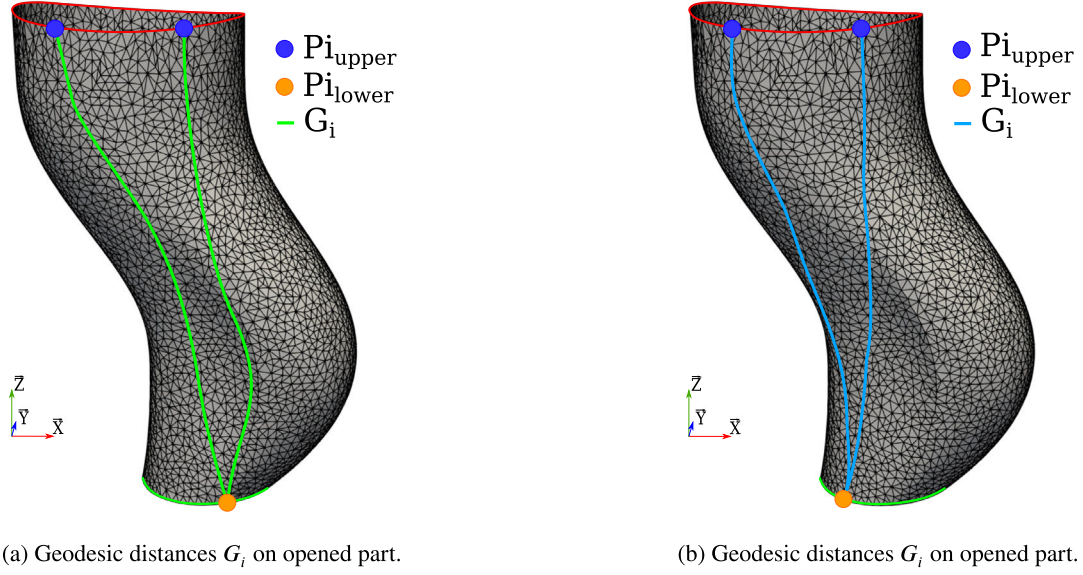 Pi_upper
Pi_lower
G_i
Z⃗
Y⃗
X⃗
(a) Geodesic distances G_i on opened part.
Pi_upper
Pi_lower
G_i
Z⃗
Y⃗
X⃗
(b) Geodesic distances G_i on opened part.